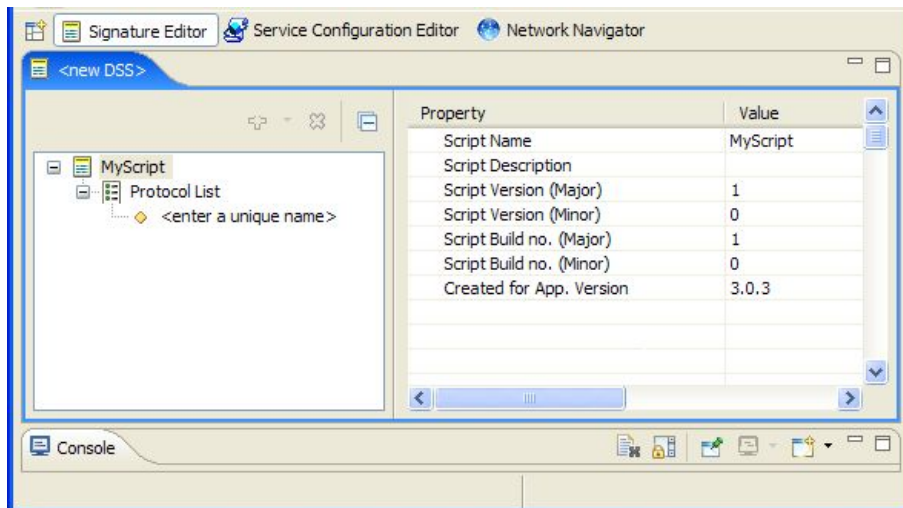 Signature Editor Service Configuration Editor Network Navigator
<new DSS>
MyScript
Protocol List
<enter a unique name>
Property Value
Script Name MyScript
Script Description
Script Version (Major) 1
Script Version (Minor) 0
Script Build no. (Major) 1
Script Build no. (Minor) 0
Created for App. Version 3.0.3
Console